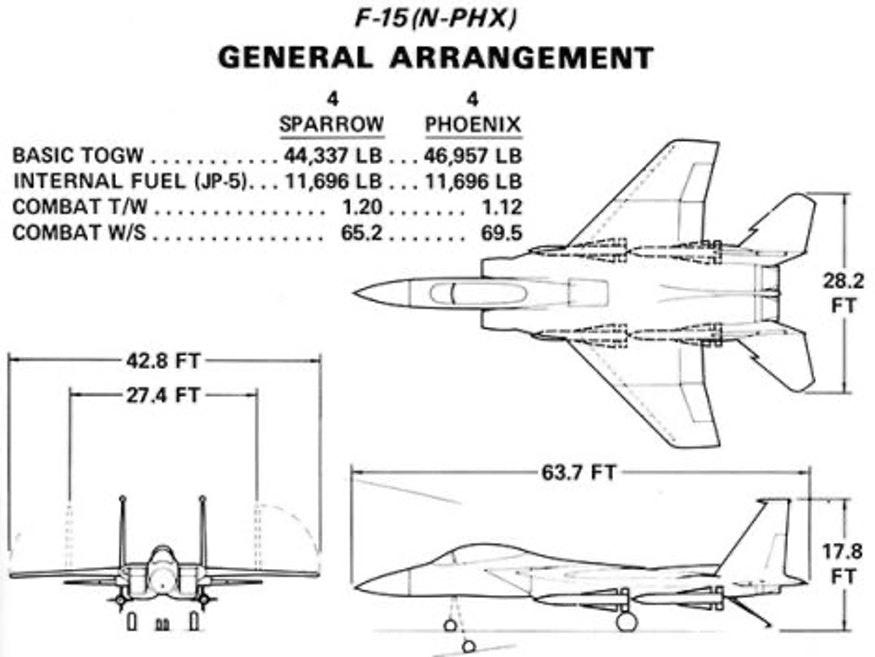 F-15(N-PHX)
GENERAL ARRANGEMENT
4 4
SPARROW PHOENIX
BASIC TOGW .......... 44,337 LB ... 46,957 LB
INTERNAL FUEL (JP-5)... 11,696 LB ... 11,696 LB
COMBAT T/W .............. 1.20 ....... 1.12
COMBAT W/S .............. 65.2 ....... 69.5
28.2
FT
42.8 FT
27.4 FT
63.7 FT
17.8
FT